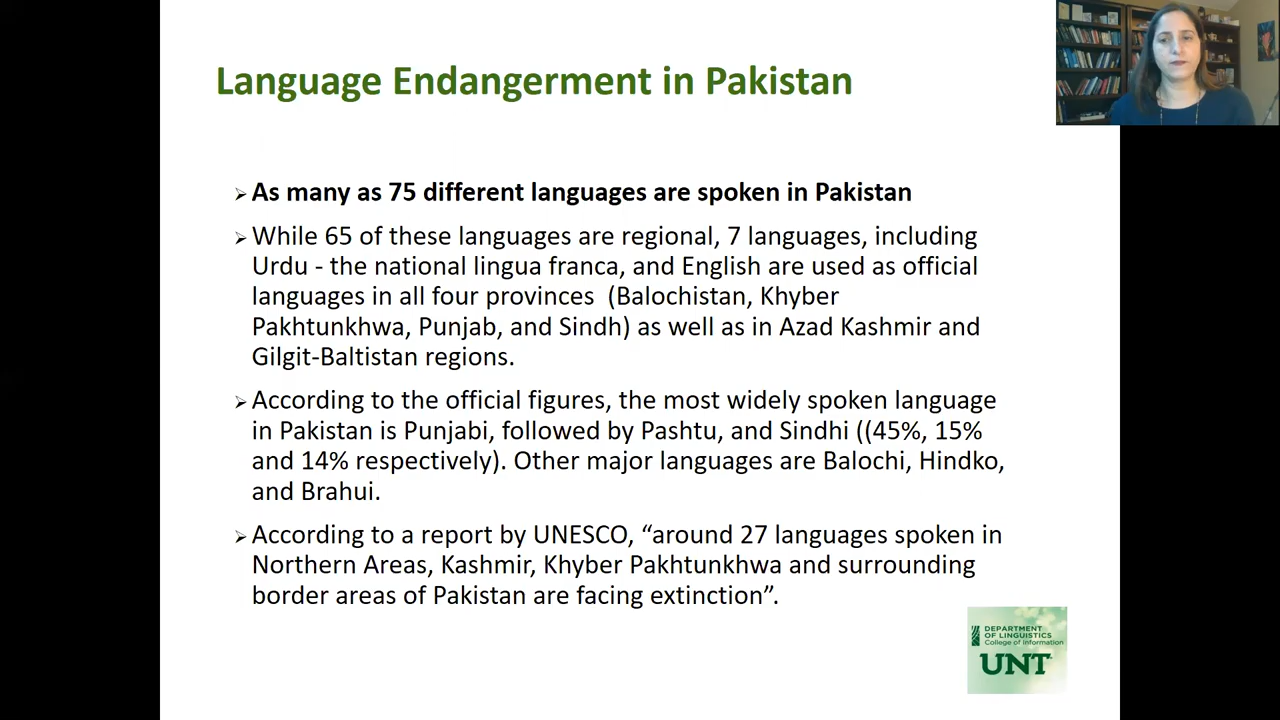 Language Endangerment in Pakistan
➢ As many as 75 different languages are spoken in Pakistan
➢ While 65 of these languages are regional, 7 languages, including
Urdu - the national lingua franca, and English are used as official
languages in all four provinces  (Balochistan, Khyber
Pakhtunkhwa, Punjab, and Sindh) as well as in Azad Kashmir and
Gilgit-Baltistan regions.
➢ According to the official figures, the most widely spoken language
in Pakistan is Punjabi, followed by Pashtu, and Sindhi ((45%, 15%
and 14% respectively). Other major languages are Balochi, Hindko,
and Brahui.
➢ According to a report by UNESCO, “around 27 languages spoken in
Northern Areas, Kashmir, Khyber Pakhtunkhwa and surrounding
border areas of Pakistan are facing extinction”.
DEPARTMENT
OF LINGUISTICS
College of Information
UNT